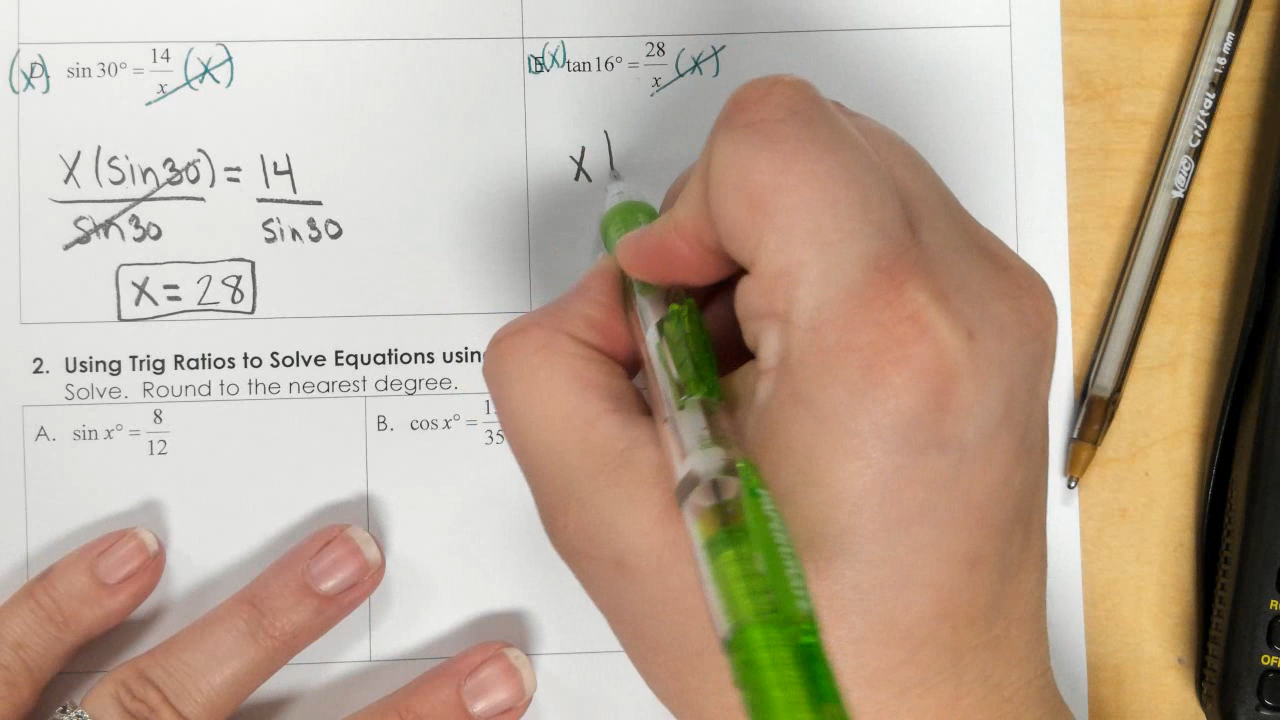 (x) D. sin 30° = 14/x (x)
x (sin30) = 14
sin30 sin30
x = 28
(x) E. tan 16° = 28/x (x)
x (
2. Using Trig Ratios to Solve Equations
Solve. Round to the nearest degree.
A. sin x° = 8/12
B. cos x° = /35
BIC Cristal 1.6 mm